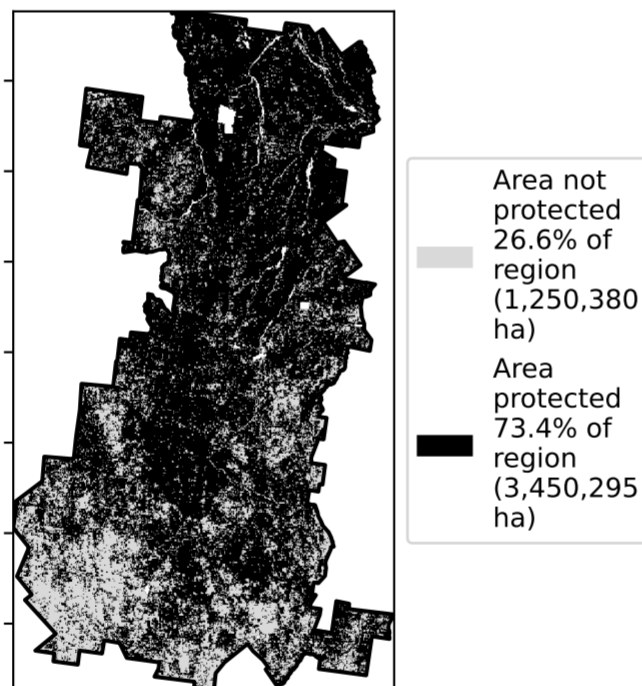 Area not
protected
26.6% of
region
(1,250,380
ha)
Area
protected
73.4% of
region
(3,450,295
ha)